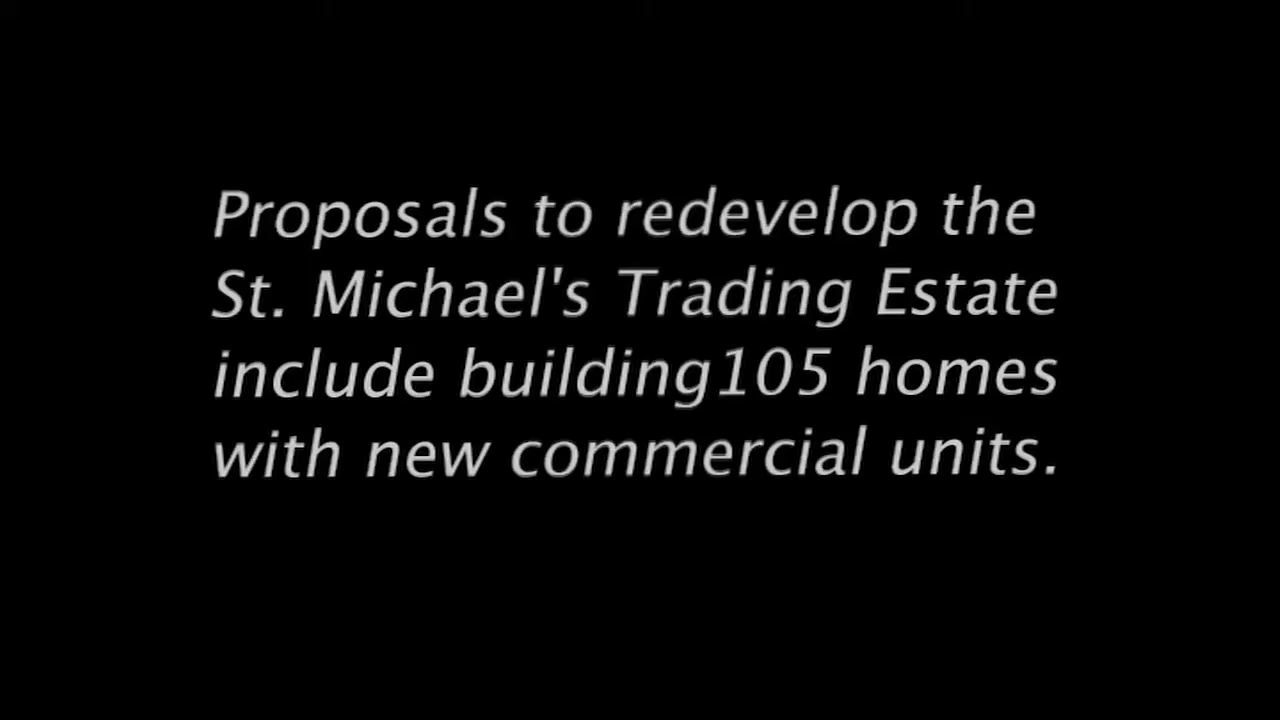 Proposals to redevelop the
St. Michael's Trading Estate
include building105 homes
with new commercial units.